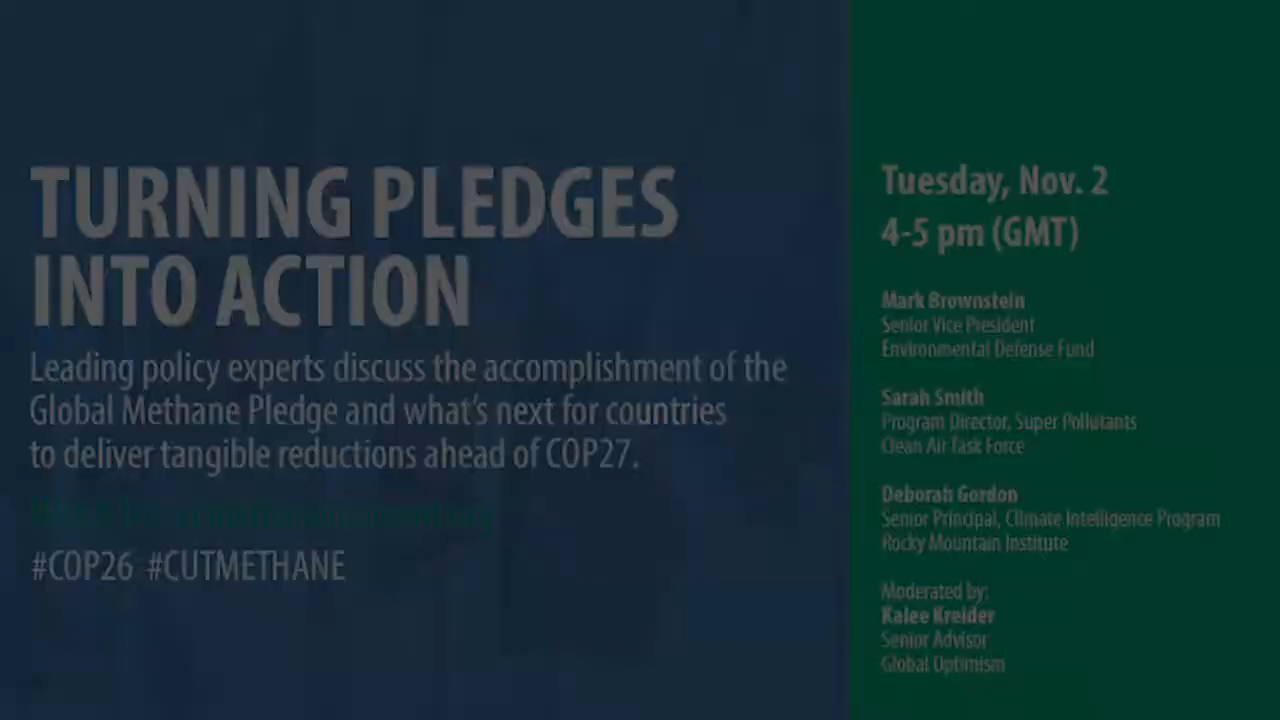 TURNING PLEDGES
INTO ACTION
Leading policy experts discuss the accomplishment of the
Global Methane Pledge and what's next for countries
to deliver tangible reductions ahead of COP27.
#COP26 #CUTMETHANE
Tuesday, Nov. 2
4-5 pm (GMT)
Mark Brownstein
Senior Vice President
Environmental Defense Fund
Sarah Smith
Program Director, Super Pollutants
Clean Air Task Force
Deborah Gordon
Senior Principal, Climate Intelligence Program
Rocky Mountain Institute
Moderated by:
Kalee Kreider
Senior Advisor
Global Optimism